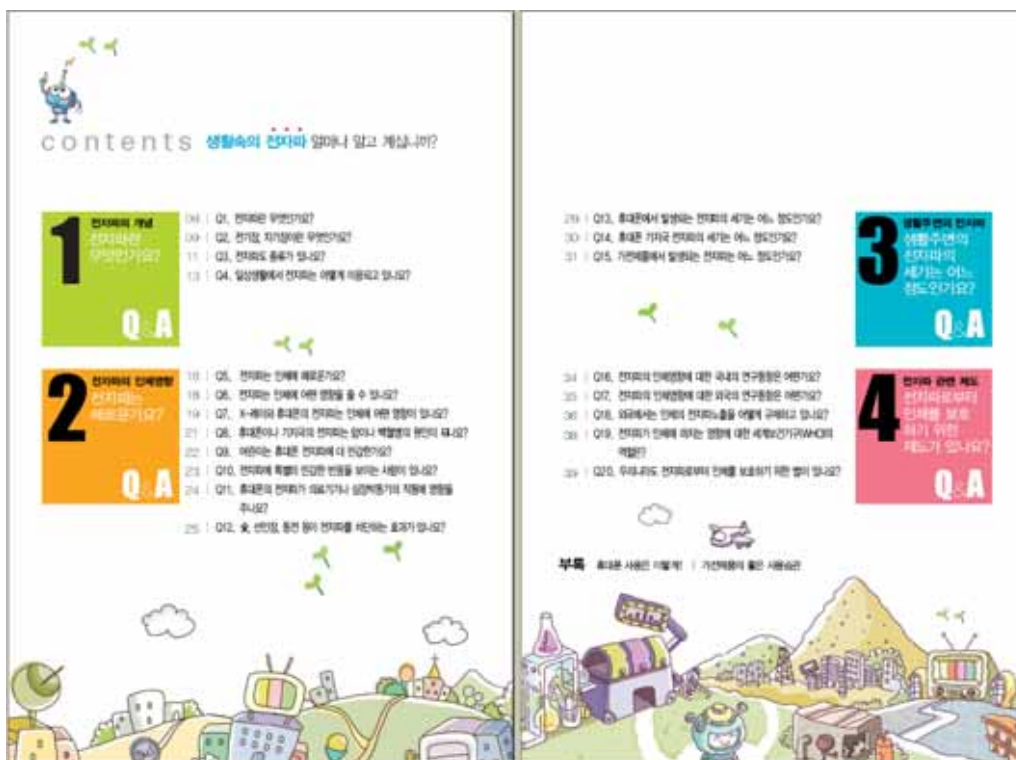 contents 생활속의 전자파 얼마나 알고 계십니까?
1
전자파의 개념
전자파란
무엇인가요?
Q&A
08 | Q1. 전자파란 무엇인가요?
09 | Q2. 전기장, 자기장이란 무엇인가요?
11 | Q3. 전자파도 종류가 있나요?
13 | Q4. 일상생활에서 전자파는 어떻게 이용되고 있나요?
2
전자파의 인체영향
전자파는
해로운가요?
Q&A
16 | Q5. 전자파는 인체에 해로운가요?
18 | Q6. 전자파는 인체에 어떤 영향을 줄 수 있나요?
19 | Q7. X-레이와 휴대폰의 전자파는 인체에 어떤 영향이 있나요?
21 | Q8. 휴대폰이나 기지국의 전자파는 암이나 백혈병의 원인이 되나요?
22 | Q9. 어린이는 휴대폰 전자파에 더 민감한가요?
23 | Q10. 전자파에 특별히 민감한 반응을 보이는 사람이 있나요?
24 | Q11. 휴대폰의 전자파가 의료기기나 심장박동기의 작동에 영향을
주나요?
25 | Q12. 숯, 선인장, 동전 등이 전자파를 차단하는 효과가 있나요?
29 | Q13. 휴대폰에서 발생되는 전자파의 세기는 어느 정도인가요?
30 | Q14. 휴대폰 기지국 전자파의 세기는 어느 정도인가요?
31 | Q15. 가전제품에서 발생되는 전자파는 어느 정도인가요?
3
생활주변의 전자파
생활주변의
전자파의
세기는 어느
정도인가요?
Q&A
34 | Q16. 전자파의 인체영향에 대한 국내의 연구동향은 어떤가요?
35 | Q17. 전자파의 인체영향에 대한 외국의 연구동향은 어떤가요?
36 | Q18. 외국에서는 인체의 전자파노출을 어떻게 규제하고 있나요?
38 | Q19. 전자파가 인체에 미치는 영향에 대한 세계보건기구(WHO)의
역할은?
39 | Q20. 우리나라도 전자파로부터 인체를 보호하기 위한 법이 있나요?
4
전자파 관련 제도
전자파로부터
인체를 보호
하기 위한
제도가 있나요?
Q&A
부록 휴대폰 사용은 이렇게! | 가전제품의 좋은 사용습관